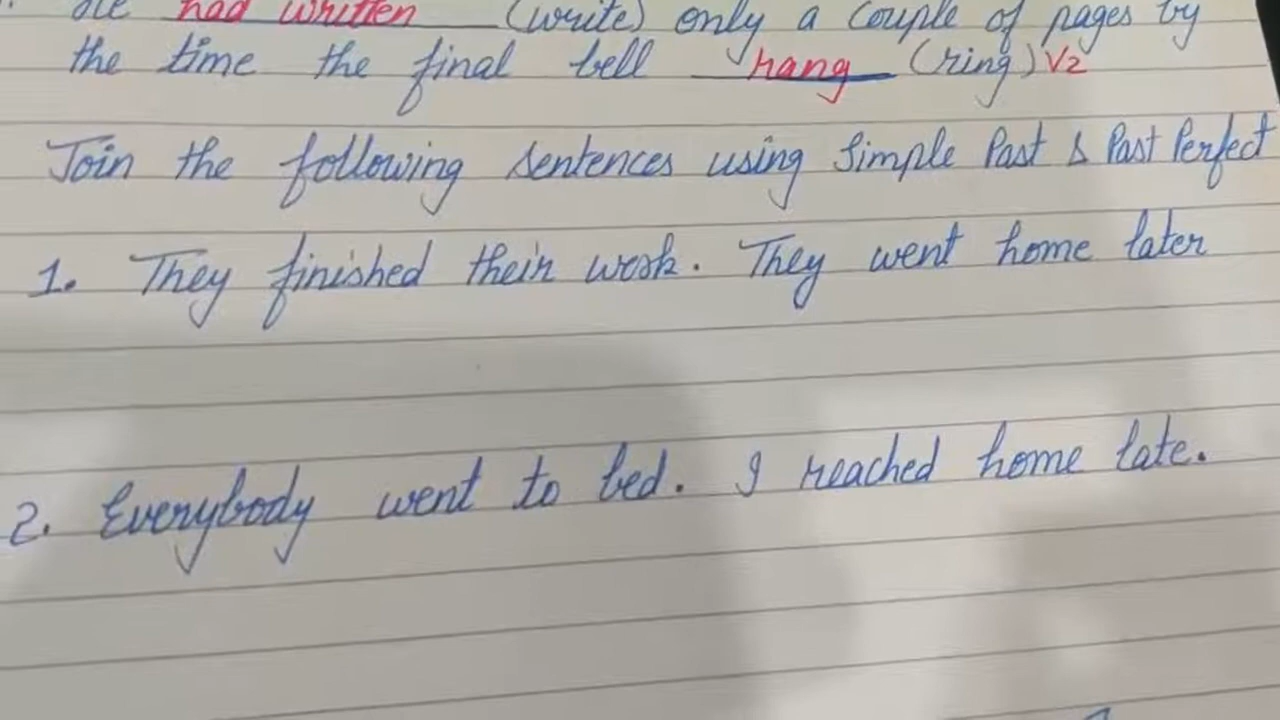 had written (write) only a couple of pages by
the time the final bell rang (ring) V2
Join the following sentences using Simple Past & Past Perfect
1. They finished their work. They went home later
2. Everybody went to bed. I reached home late.